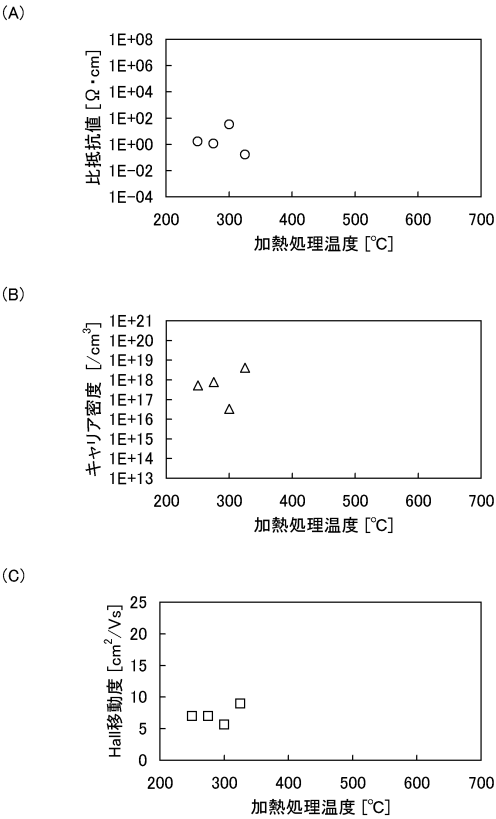 (A)
比抵抗値 [Ω・cm]
1E+08
1E+06
1E+04
1E+02
1E+00
1E-02
1E-04
200 300 400 500 600 700
加熱処理温度 [℃]
(B)
キャリア密度 [/cm³]
1E+21
1E+20
1E+19
1E+18
1E+17
1E+16
1E+15
1E+14
1E+13
200 300 400 500 600 700
加熱処理温度 [℃]
(C)
Hall移動度 [cm²/Vs]
25
20
15
10
5
0
200 300 400 500 600 700
加熱処理温度 [℃]